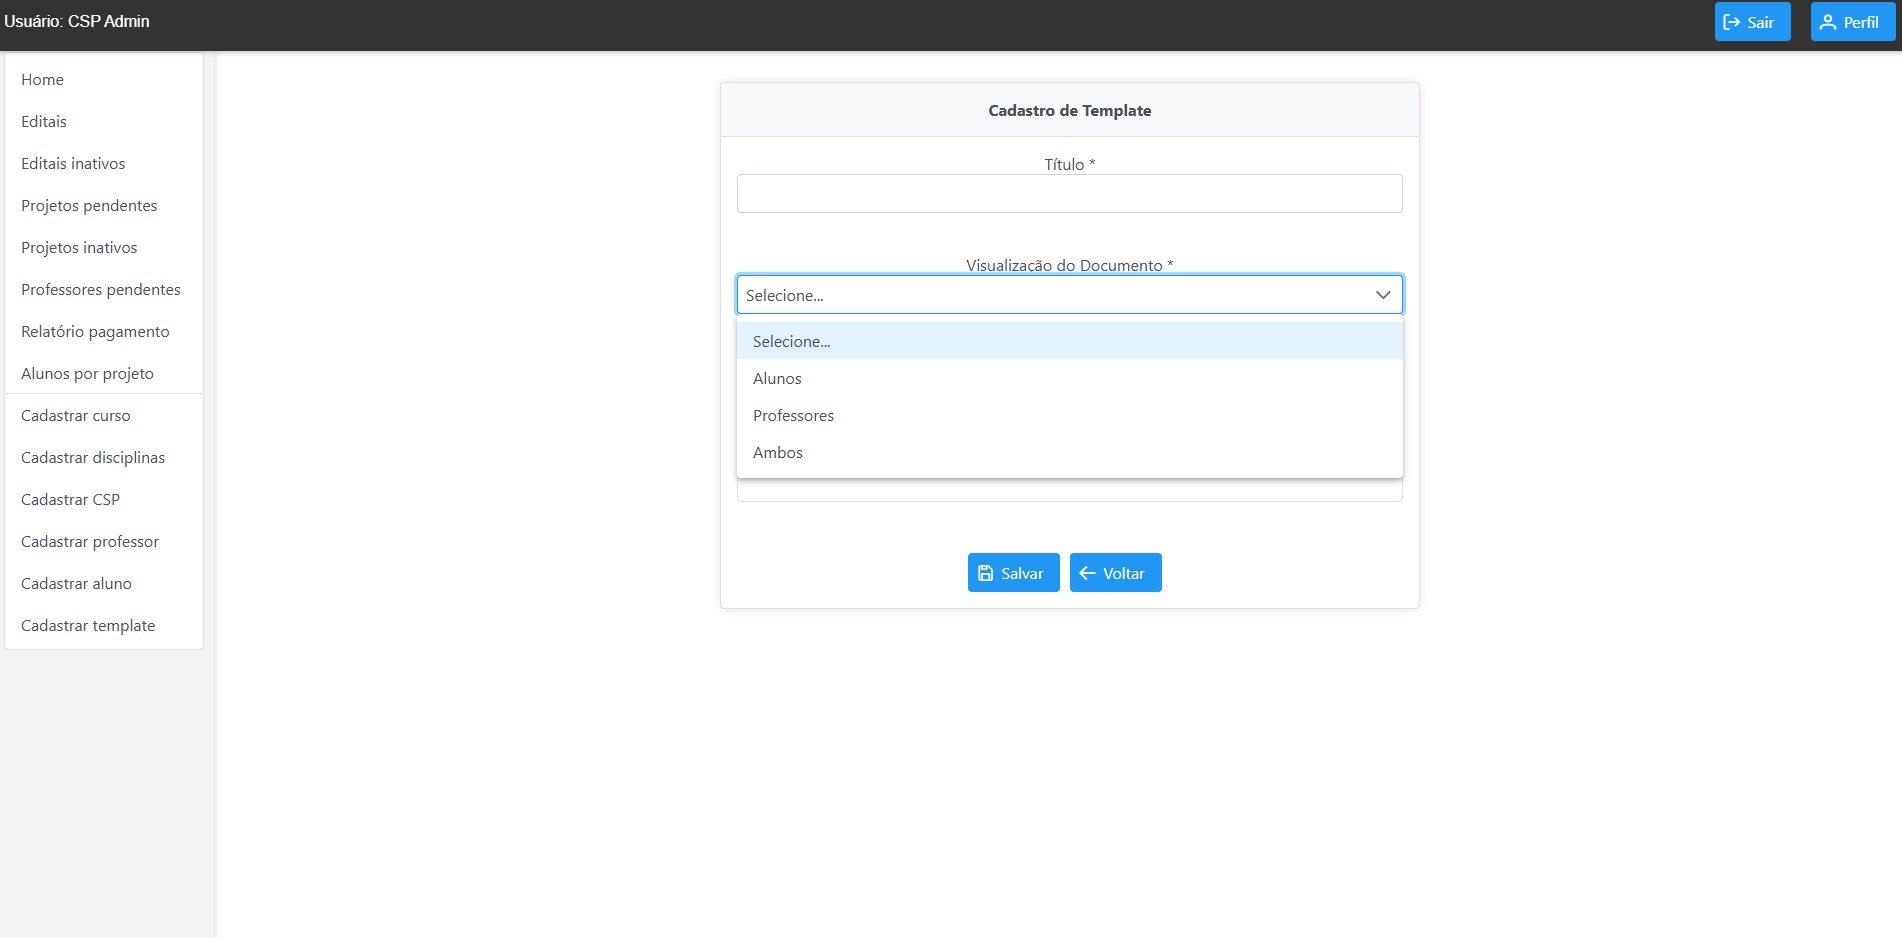 Usuário: CSP Admin
Sair
Perfil
Home
Editais
Editais inativos
Projetos pendentes
Projetos inativos
Professores pendentes
Relatório pagamento
Alunos por projeto
Cadastrar curso
Cadastrar disciplinas
Cadastrar CSP
Cadastrar professor
Cadastrar aluno
Cadastrar template
Cadastro de Template
Título *
Visualização do Documento *
Selecione...
Selecione...
Alunos
Professores
Ambos
Salvar
Voltar